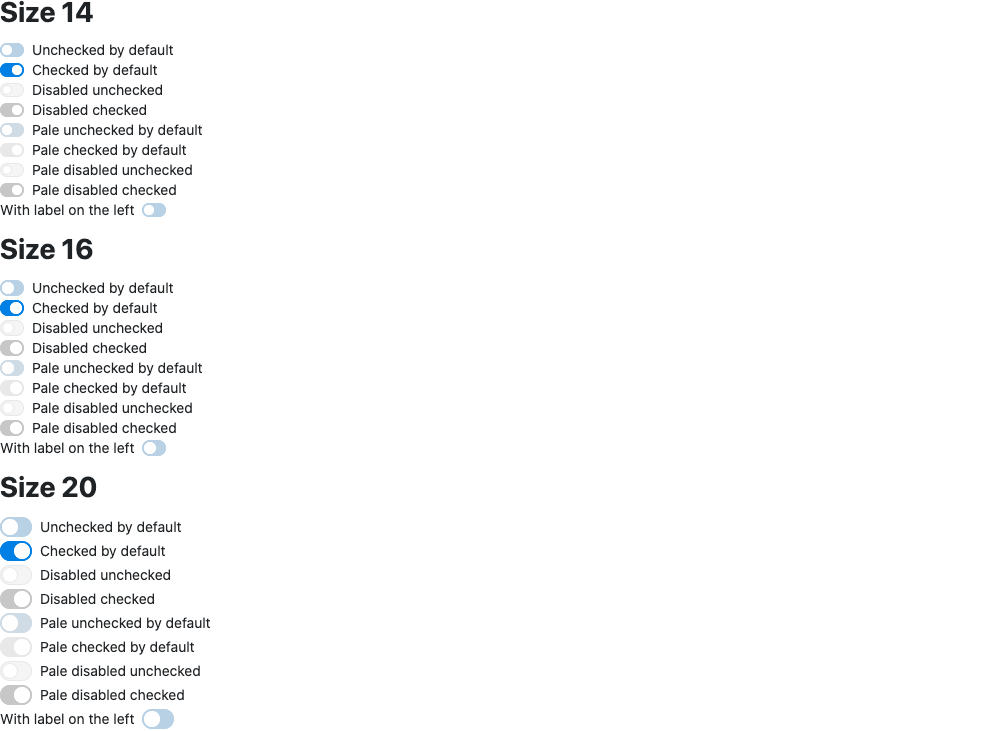 Size 14
Unchecked by default
Checked by default
Disabled unchecked
Disabled checked
Pale unchecked by default
Pale checked by default
Pale disabled unchecked
Pale disabled checked
With label on the left
Size 16
Unchecked by default
Checked by default
Disabled unchecked
Disabled checked
Pale unchecked by default
Pale checked by default
Pale disabled unchecked
Pale disabled checked
With label on the left
Size 20
Unchecked by default
Checked by default
Disabled unchecked
Disabled checked
Pale unchecked by default
Pale checked by default
Pale disabled unchecked
Pale disabled checked
With label on the left